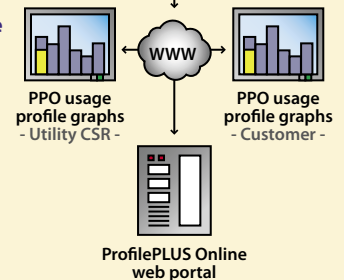 e
WWW
PPO usage
profile graphs
- Utility CSR -
PPO usage
profile graphs
- Customer -
ProfilePLUS Online
web portal